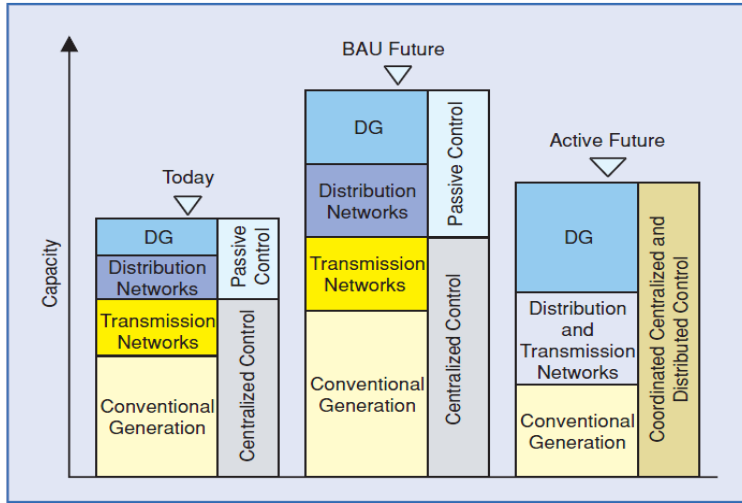 Capacity
Today
DG
Distribution
Networks
Transmission
Networks
Conventional
Generation
Passive
Control
Centralized Control
BAU Future
DG
Distribution
Networks
Transmission
Networks
Conventional
Generation
Passive Control
Centralized Control
Active Future
DG
Distribution
and
Transmission
Networks
Conventional
Generation
Coordinated Centralized and
Distributed Control